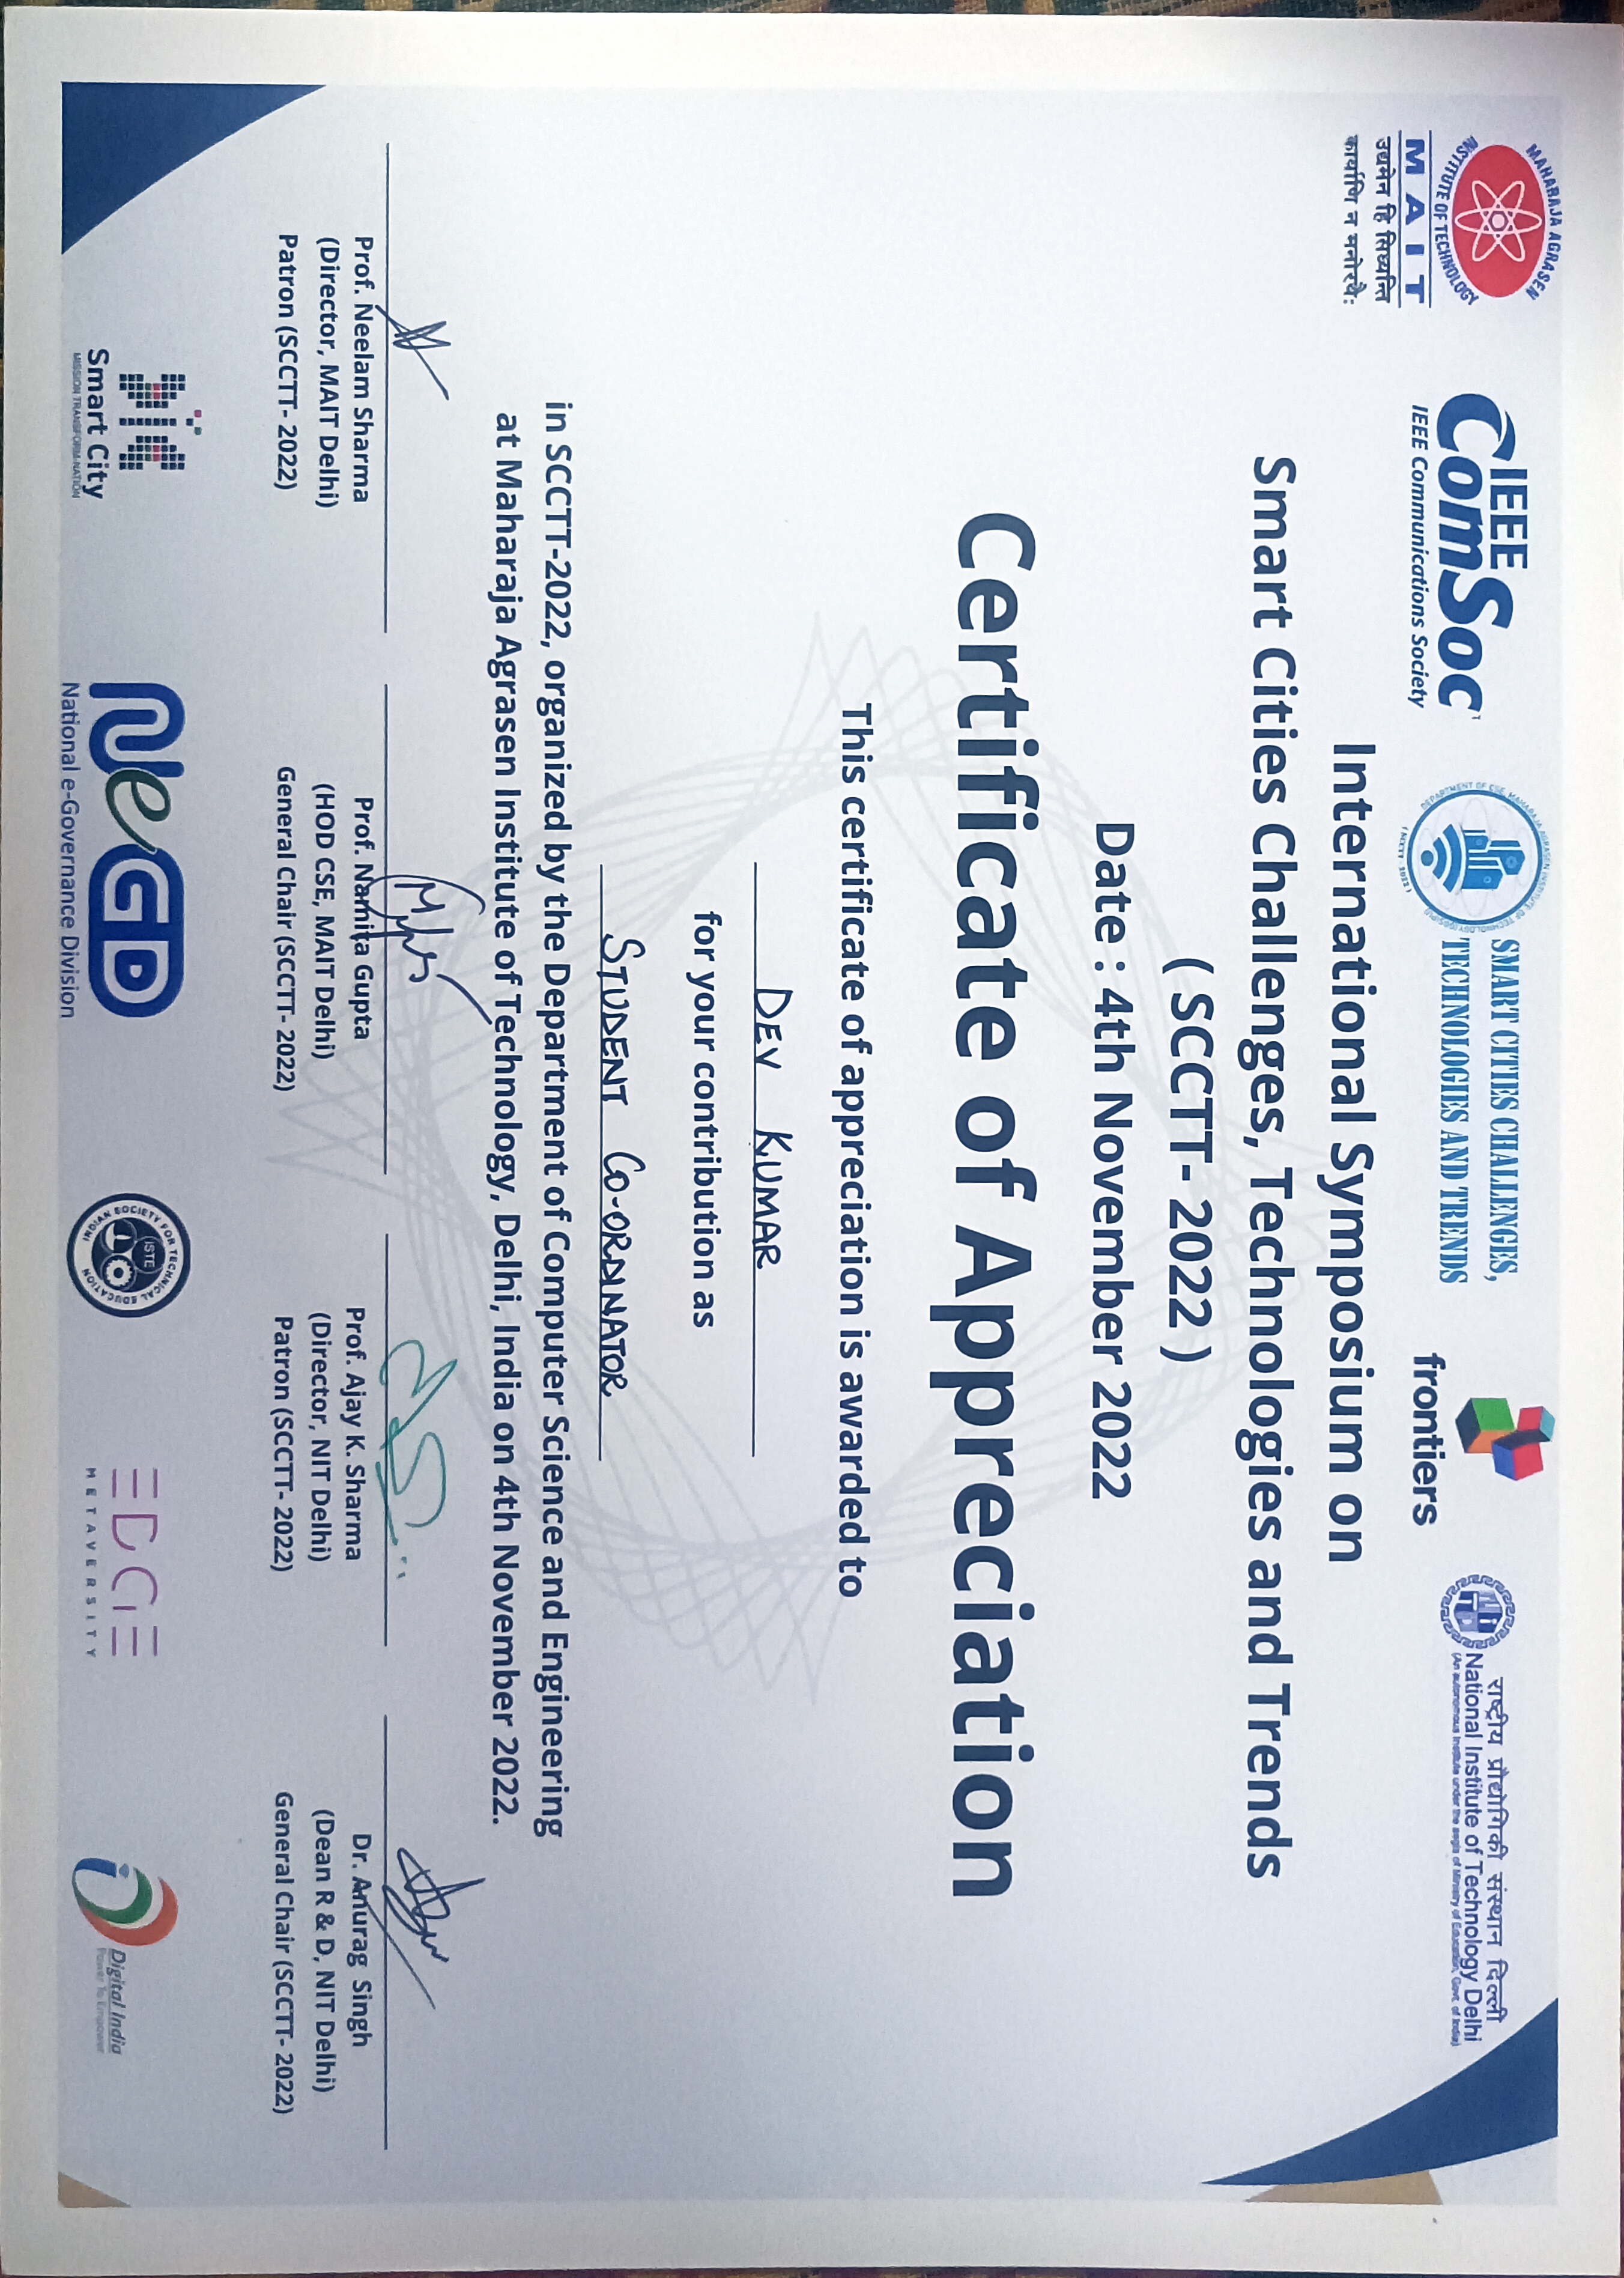 MAHARAJA AGRASEN
INSTITUTE OF TECHNOLOGY
MAIT
उद्यमेन हि सिध्यन्ति
कार्याणि न मनोरथैः
IEEE
COMSOC
IEEE Communications Society
SMART CITIES CHALLENGES,
TECHNOLOGIES AND TRENDS
( SCCTT - 2022 )
frontiers
राष्ट्रीय प्रौद्योगिकी संस्थान दिल्ली
National Institute of Technology Delhi
(An autonomous Institute under the aegis of Ministry of Education, Govt. of India)
International Symposium on
Smart Cities Challenges, Technologies and Trends
( SCCTT- 2022 )
Date : 4th November 2022
Certificate of Appreciation
This certificate of appreciation is awarded to
DEV KUMAR
for your contribution as
STUDENT CO-ORDINATOR
in SCCTT-2022, organized by the Department of Computer Science and Engineering
at Maharaja Agrasen Institute of Technology, Delhi, India on 4th November 2022.
Prof. Neelam Sharma
(Director, MAIT Delhi)
Patron (SCCTT- 2022)
Prof. Namita Gupta
(HOD CSE, MAIT Delhi)
General Chair (SCCTT- 2022)
Prof. Ajay K. Sharma
(Director, NIT Delhi)
Patron (SCCTT- 2022)
Dr. Anurag Singh
(Dean R & D, NIT Delhi)
General Chair (SCCTT- 2022)
Smart City
MISSION TRANSFORM-NATION
NeGD
National e-Governance Division
INDIAN SOCIETY FOR TECHNICAL EDUCATION
ISTE
EDGE
METAVERSITY
Digital India
Power To Empower